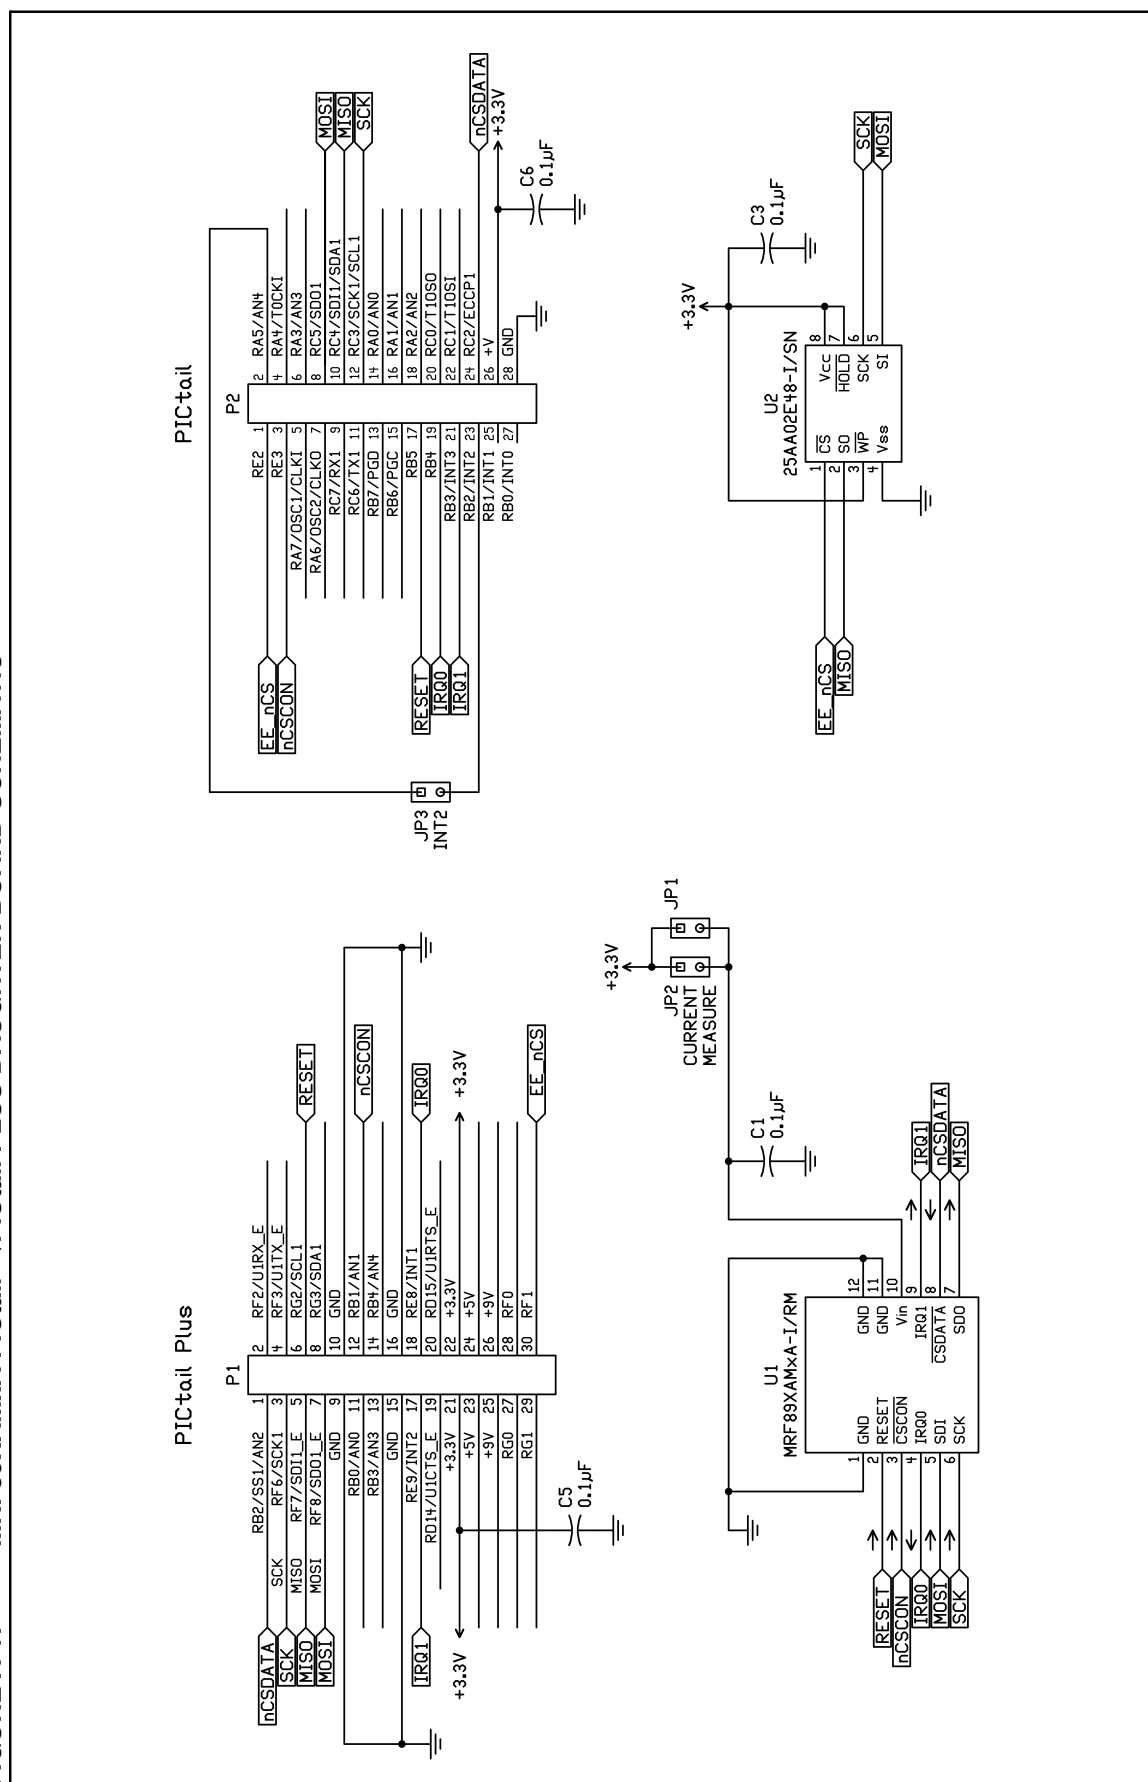 PICtail Plus
P1
nCSDATA RB2/SS1/AN2 1 2 RF2/U1RX_E
SCK SCK RF6/SCK1 3 4 RF3/U1TX_E
MISO MISO RF7/SDI1_E 5 6 RG2/SCL1 RESET
MOSI MOSI RF8/SDO1_E 7 8 RG3/SDA1
GND 9 10 GND
RB0/AN0 11 12 RB1/AN1 nCSCON
RB3/AN3 13 14 RB4/AN4
GND 15 16 GND
IRQ1 RE9/INT2 17 18 RE8/INT1 IRQ0
RD14/U1CTS_E 19 20 RD15/U1RTS_E
+3.3V +3.3V 21 22 +3.3V +3.3V
+5V 23 24 +5V
+9V 25 26 +9V
RG0 27 28 RF0
RG1 29 30 RF1 EE_nCS
C5
0.1µF
PICtail
P2
EE_nCS RE2 1 2 RA5/AN4
nCSCON RE3 3 4 RA4/T0CKI
RA7/OSC1/CLKI 5 6 RA3/AN3
RA6/OSC2/CLKO 7 8 RC5/SDO1 MOSI
RC7/RX1 9 10 RC4/SDI1/SDA1 MISO
RC6/TX1 11 12 RC3/SCK1/SCL1 SCK
RB7/PGD 13 14 RA0/AN0
RB6/PGC 15 16 RA1/AN1
RESET RB5 17 18 RA2/AN2
IRQ0 RB4 19 20 RC0/T1OSO
IRQ1 RB3/INT3 21 22 RC1/T1OSI
RB2/INT2 23 24 RC2/ECCP1 nCSDATA
RB1/INT1 25 26 +V +3.3V
RB0/INT0 27 28 GND
JP3
INT2
C6
0.1µF
+3.3V
JP2
CURRENT
MEASURE
JP1
C1
0.1µF
U1
MRF89XAMxA-I/RM
1 GND GND 12
RESET 2 RESET GND 11
nCSCON 3 CSCON Vin 10
IRQ0 4 IRQ0 IRQ1 9 IRQ1
MOSI 5 SDI CSDATA 8 nCSDATA
SCK 6 SCK SDO 7 MISO
+3.3V
C3
0.1µF
U2
25AA02E48-I/SN
EE_nCS 1 CS Vcc 8
MISO 2 SO HOLD 7
3 WP SCK 6 SCK
4 Vss SI 5 MOSI